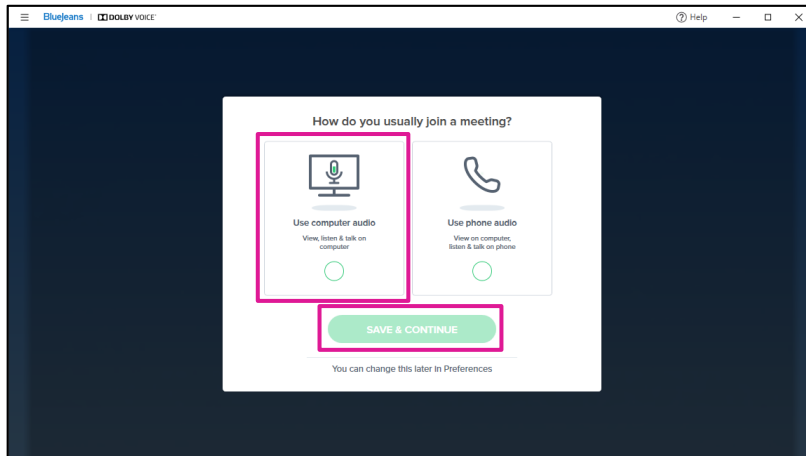 BlueJeans | DOLBY VOICE®
Help
How do you usually join a meeting?
Use computer audio
View, listen & talk on
computer
Use phone audio
View on computer,
listen & talk on phone
SAVE & CONTINUE
You can change this later in Preferences